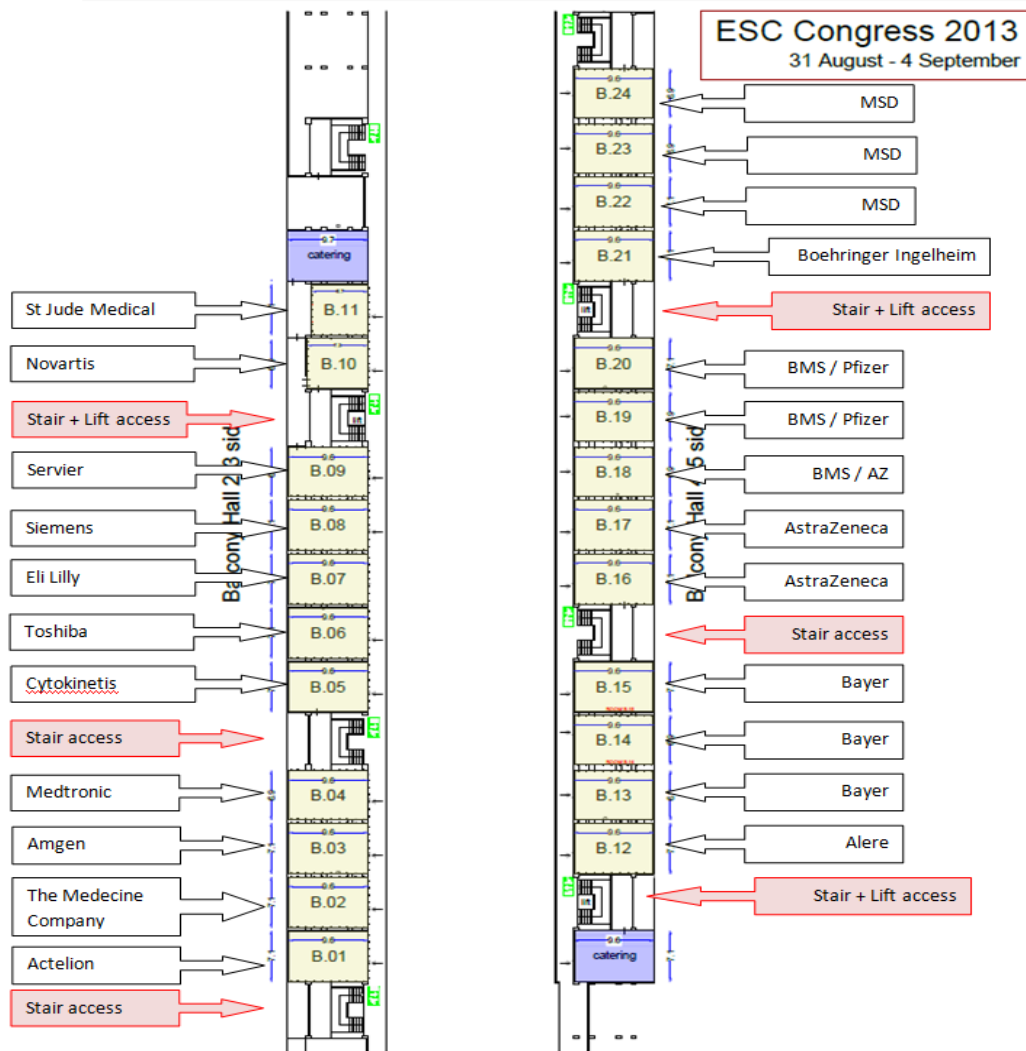 ESC Congress 2013
31 August - 4 September
B.24
MSD
B.23
MSD
B.22
MSD
B.21
Boehringer Ingelheim
catering
St Jude Medical
B.11
Stair + Lift access
Novartis
B.10
B.20
BMS / Pfizer
Stair + Lift access
lift
B.19
BMS / Pfizer
Servier
B.09
B.18
BMS / AZ
Siemens
B.08
B.17
AstraZeneca
Eli Lilly
B.07
B.16
AstraZeneca
Toshiba
B.06
Stair access
Cytokinetis
B.05
B.15
Bayer
Stair access
B.14
Bayer
Medtronic
B.04
B.13
Bayer
Amgen
B.03
B.12
Alere
The Medecine
Company
B.02
Stair + Lift access
Actelion
B.01
catering
Stair access
Balcony Hall